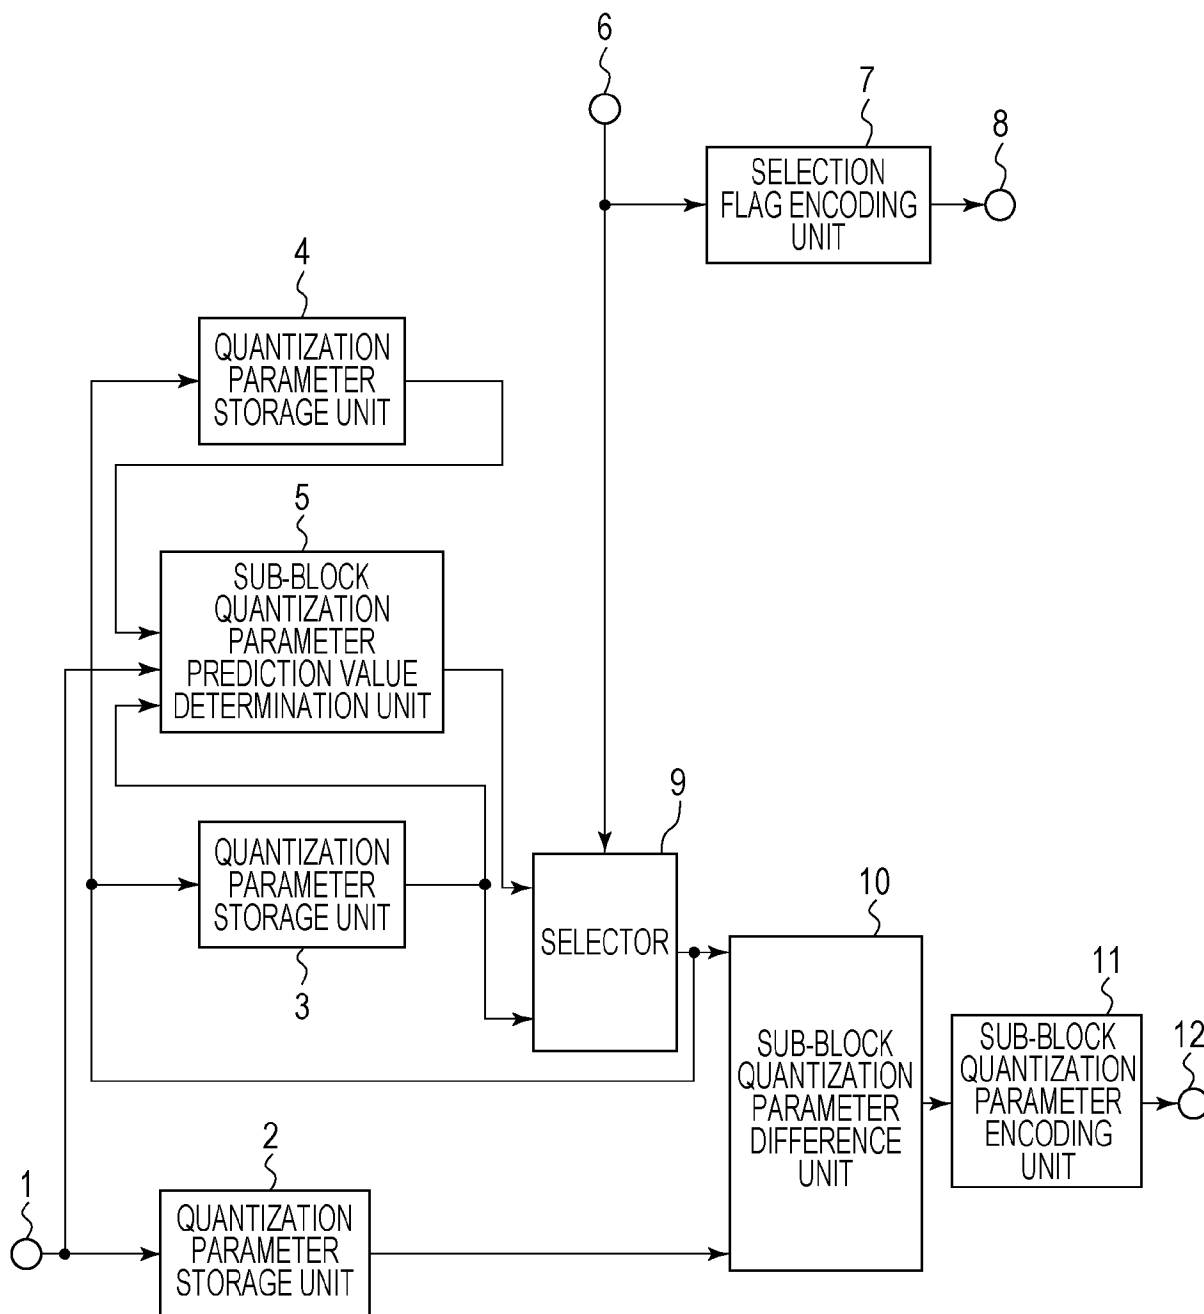 6
7
8
SELECTION
FLAG ENCODING
UNIT
4
QUANTIZATION
PARAMETER
STORAGE UNIT
5
SUB-BLOCK
QUANTIZATION
PARAMETER
PREDICTION VALUE
DETERMINATION UNIT
9
QUANTIZATION
PARAMETER
STORAGE UNIT
3
SELECTOR
10
11
12
SUB-BLOCK
QUANTIZATION
PARAMETER
DIFFERENCE
UNIT
SUB-BLOCK
QUANTIZATION
PARAMETER
ENCODING
UNIT
1
2
QUANTIZATION
PARAMETER
STORAGE UNIT